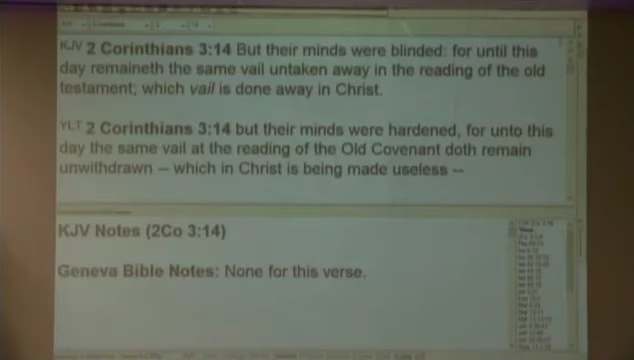 KJV 2 Corinthians 3:14 But their minds were blinded: for until this
day remaineth the same vail untaken away in the reading of the old
testament; which vail is done away in Christ.
YLT 2 Corinthians 3:14 but their minds were hardened, for unto this
day the same vail at the reading of the Old Covenant doth remain
unwithdrawn -- which in Christ is being made useless --
KJV Notes (2Co 3:14)
Geneva Bible Notes: None for this verse.